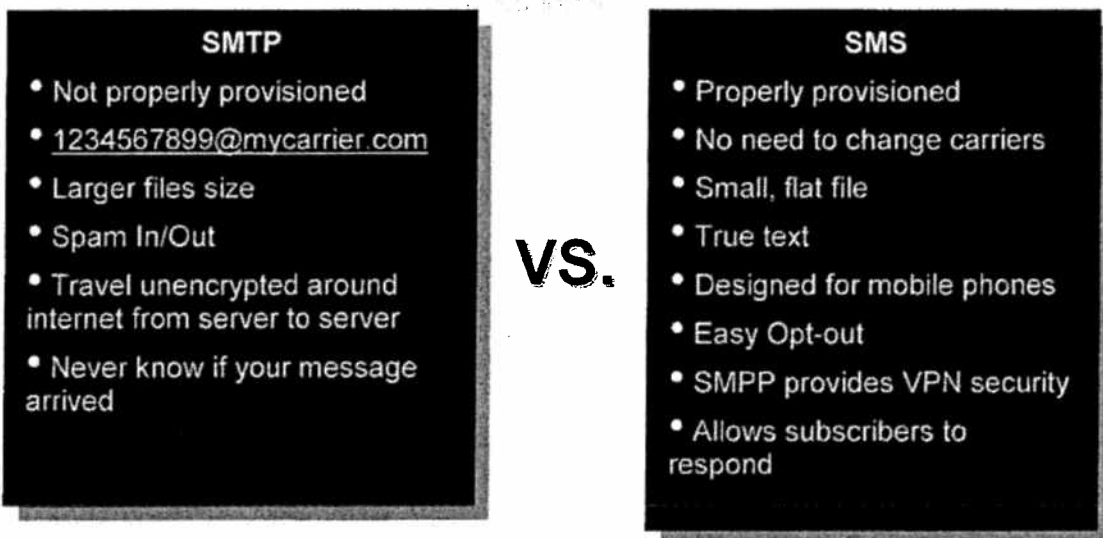 SMTP
• Not properly provisioned
• 1234567899@mycarrier.com
• Larger files size
• Spam In/Out
• Travel unencrypted around
internet from server to server
• Never know if your message
arrived
VS.
SMS
• Properly provisioned
• No need to change carriers
• Small, flat file
• True text
• Designed for mobile phones
• Easy Opt-out
• SMPP provides VPN security
• Allows subscribers to
respond